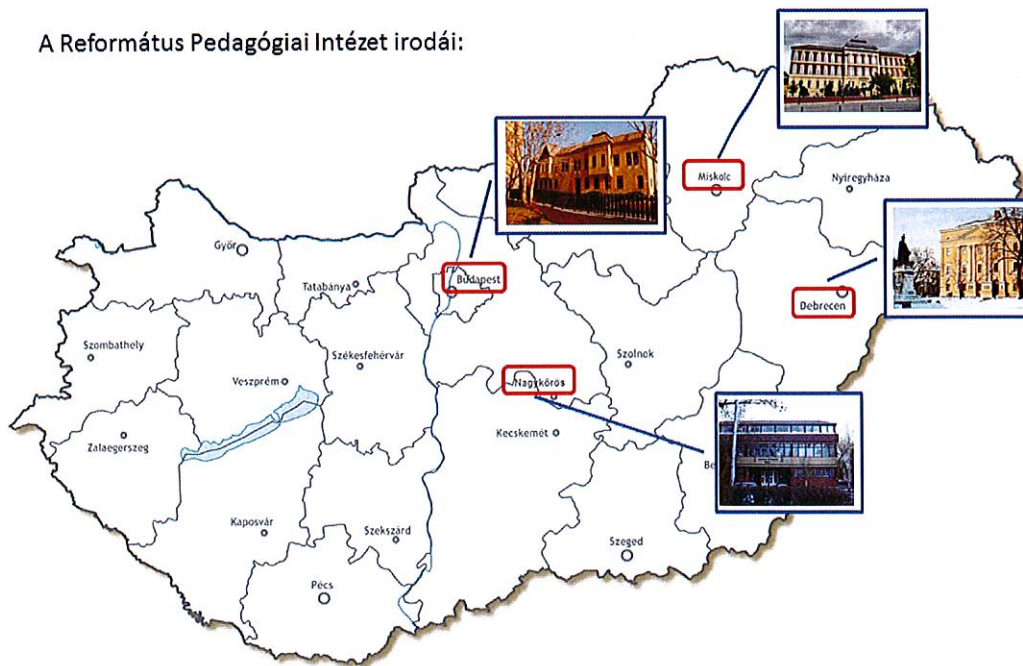 A Református Pedagógiai Intézet irodái:
Miskolc
Nyíregyháza
Győr
Budapest
Tatabánya
Debrecen
Szombathely
Székesfehérvár
Szolnok
Veszprém
Nagykőrös
Zalaegerszeg
Kecskemét
Be
Kaposvár
Szekszárd
Szeged
Pécs